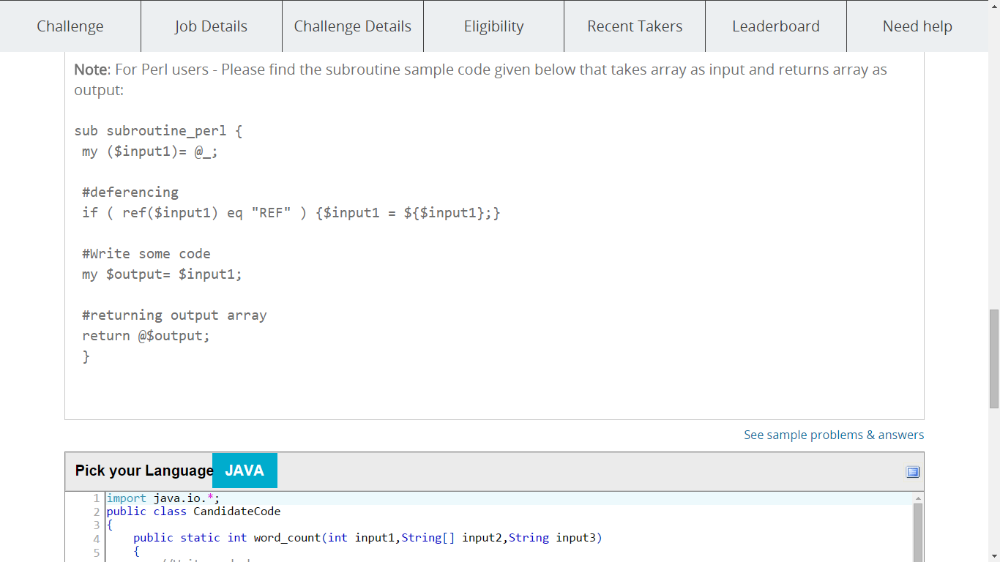 Challenge Job Details Challenge Details Eligibility Recent Takers Leaderboard Need help
Note: For Perl users - Please find the subroutine sample code given below that takes array as input and returns array as
output:
sub subroutine_perl {
my ($input1)= @_;
#deferencing
if ( ref($input1) eq "REF" ) {$input1 = ${$input1};}
#Write some code
my $output= $input1;
#returning output array
return @$output;
}
See sample problems & answers
Pick your Language JAVA
1 import java.io.*;
2 public class CandidateCode
3 {
4 public static int word_count(int input1,String[] input2,String input3)
5 {